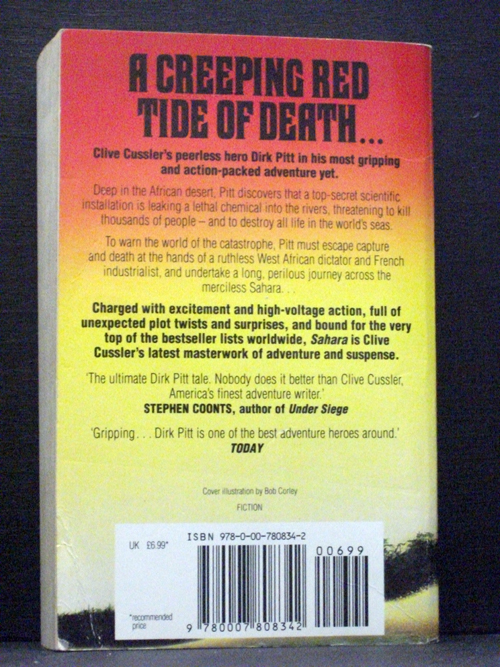 A CREEPING RED
TIDE OF DEATH...
Clive Cussler's peerless hero Dirk Pitt in his most gripping
and action-packed adventure yet.
Deep in the African desert, Pitt discovers that a top-secret scientific
installation is leaking a lethal chemical into the rivers, threatening to kill
thousands of people – and to destroy all life in the world's seas.
To warn the world of the catastrophe, Pitt must escape capture
and death at the hands of a ruthless West African dictator and French
industrialist, and undertake a long, perilous journey across the
merciless Sahara...
Charged with excitement and high-voltage action, full of
unexpected plot twists and surprises, and bound for the very
top of the bestseller lists worldwide, Sahara is Clive
Cussler's latest masterwork of adventure and suspense.
'The ultimate Dirk Pitt tale. Nobody does it better than Clive Cussler,
America's finest adventure writer.'
STEPHEN COONTS, author of Under Siege
'Gripping... Dirk Pitt is one of the best adventure heroes around.'
TODAY
Cover illustration by Bob Corley
FICTION
ISBN 978-0-00-780834-2
UK £6.99*
00699
*recommended
price
9 780007 808342